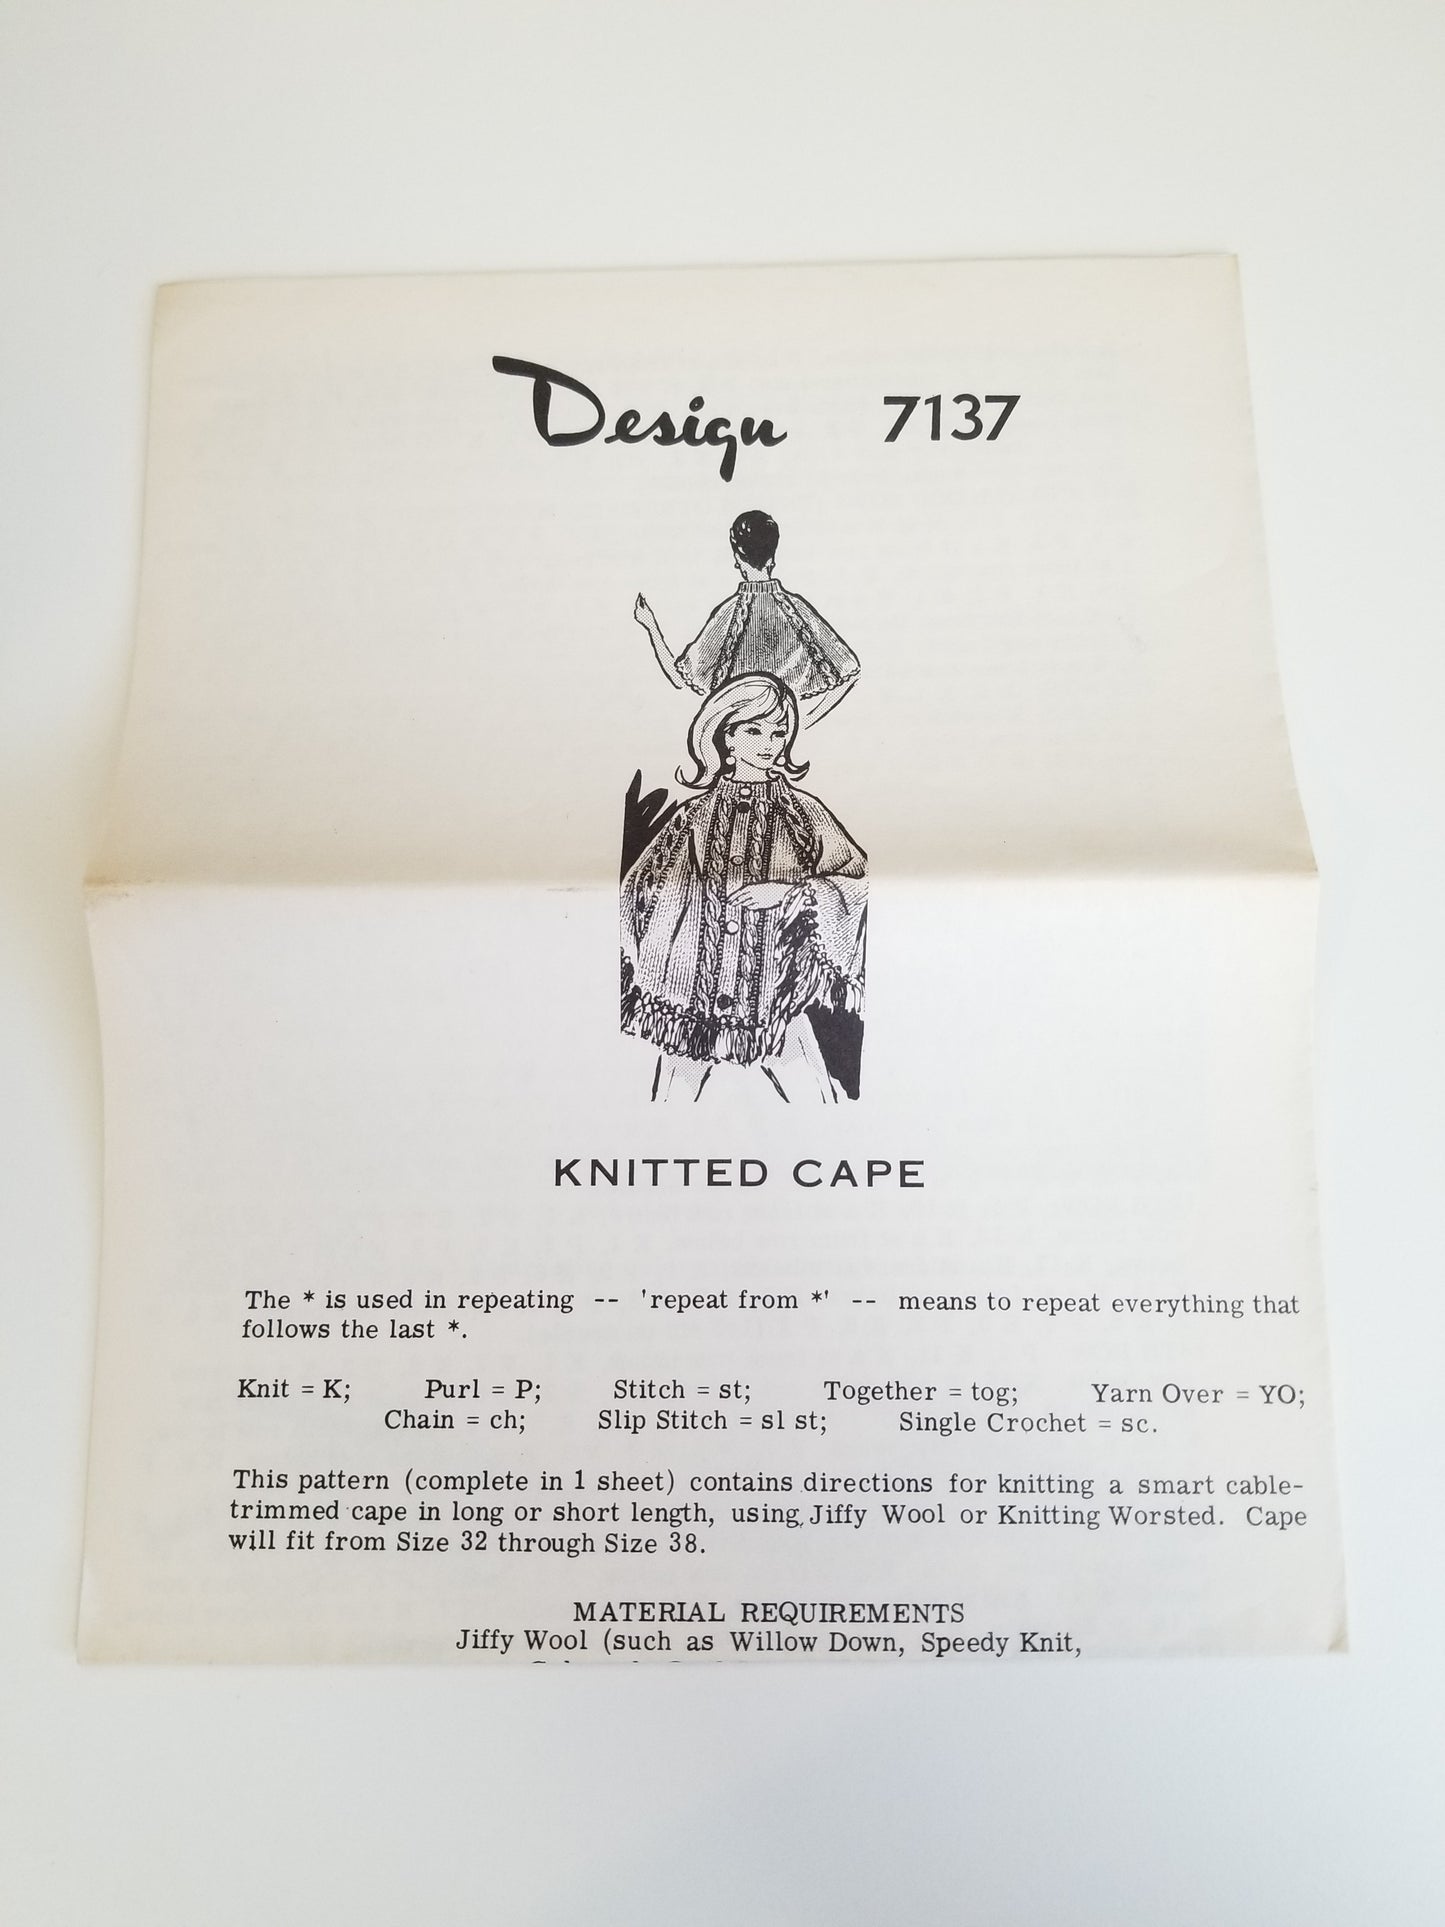 Design 7137
KNITTED CAPE
The * is used in repeating -- 'repeat from *' -- means to repeat everything that
follows the last *.
Knit = K; Purl = P; Stitch = st; Together = tog; Yarn Over = YO;
Chain = ch; Slip Stitch = sl st; Single Crochet = sc.
This pattern (complete in 1 sheet) contains directions for knitting a smart cable-
trimmed cape in long or short length, using Jiffy Wool or Knitting Worsted. Cape
will fit from Size 32 through Size 38.
MATERIAL REQUIREMENTS
Jiffy Wool (such as Willow Down, Speedy Knit,